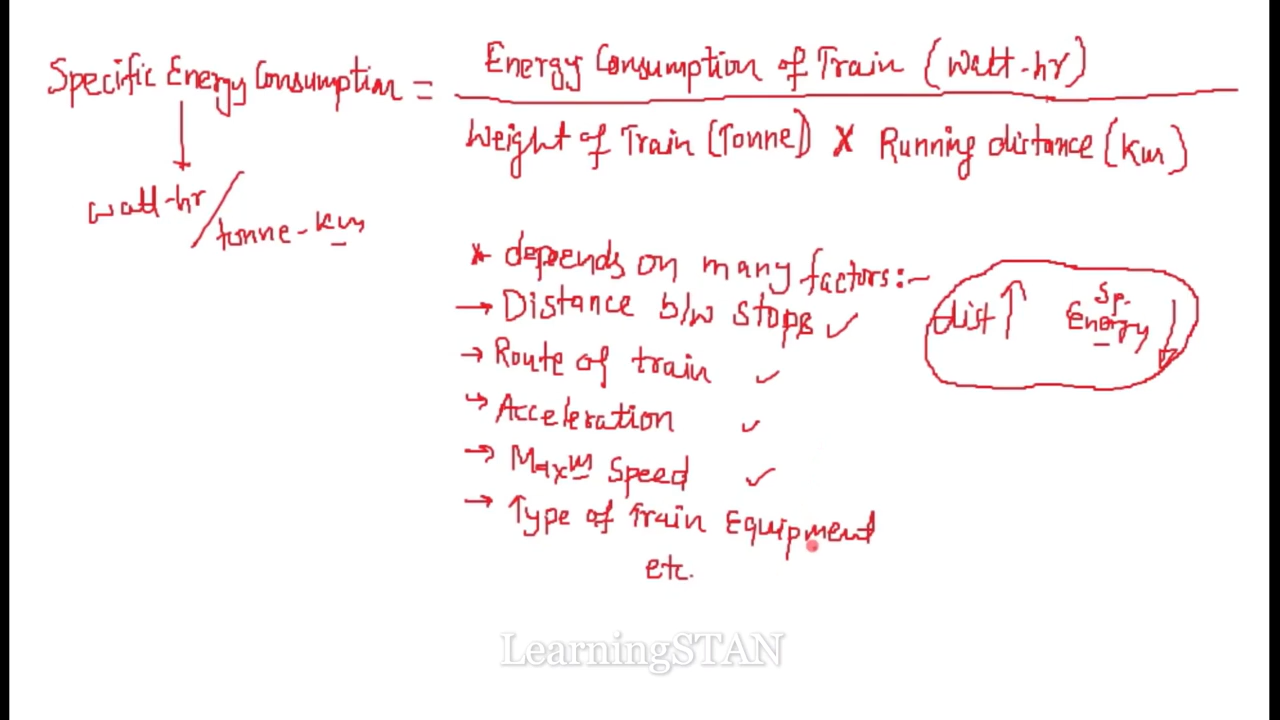 Specific Energy Consumption = Energy Consumption of Train (Watt-hr)
Weight of Train (Tonne) X Running distance (Km)
watt-hr / tonne-km
* depends on many factors:-
→ Distance b/w stops ✓
dist ↑ Sp. Energy ↓
→ Route of train ✓
→ Acceleration ✓
→ Maxm Speed ✓
→ Type of Train Equipment
etc.
LearningSTAN